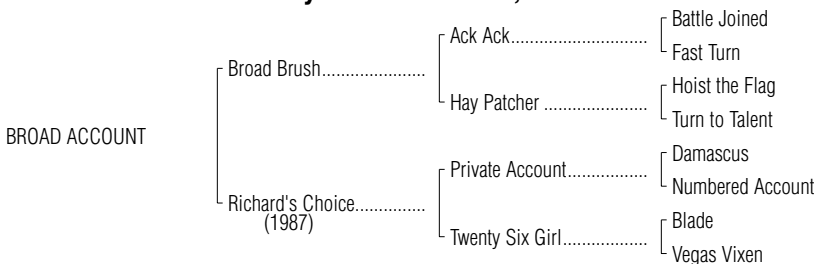 Battle Joined
Ack Ack............................
Fast Turn
Broad Brush......................
Hoist the Flag
Hay Patcher ......................
Turn to Talent
BROAD ACCOUNT
Damascus
Private Account.................
Numbered Account
Richard's Choice...............
(1987)
Blade
Twenty Six Girl..................
Vegas Vixen